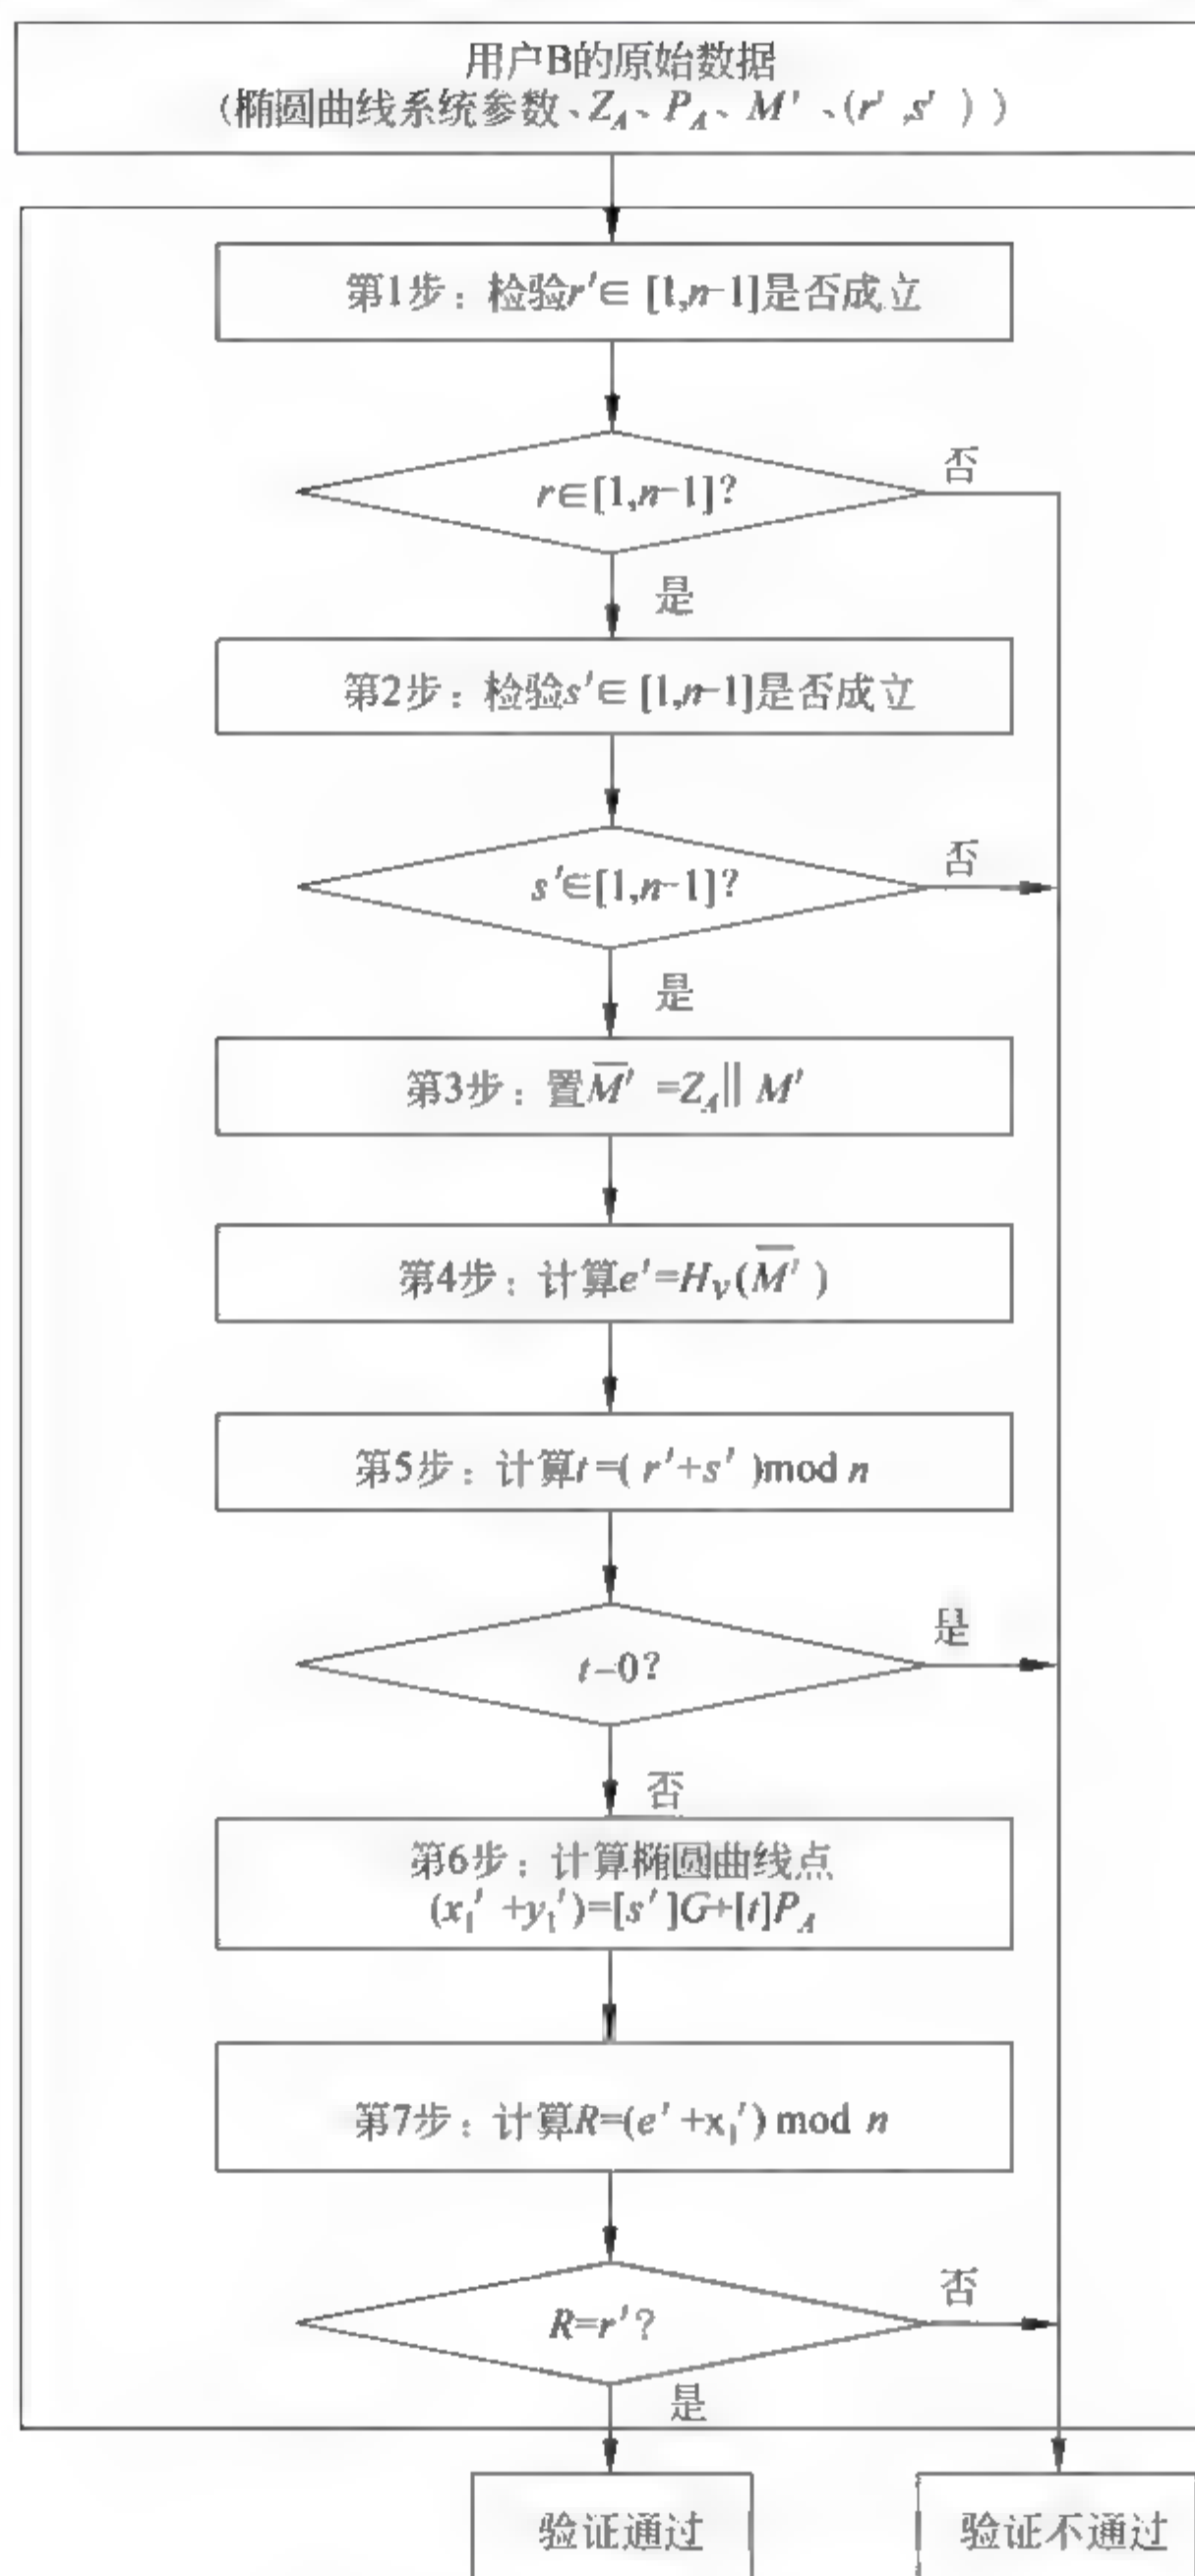 用户B的原始数据
(椭圆曲线系统参数、Z_A、P_A、M′、(r′,s′))
第1步：检验r′∈[1,n-1]是否成立
r∈[1,n-1]?
否
是
第2步：检验s′∈[1,n-1]是否成立
s′∈[1,n-1]?
否
是
第3步：置M̅′=Z_A‖M′
第4步：计算e′=H_V(M̅′)
第5步：计算t=(r′+s′)mod n
t=0?
是
否
第6步：计算椭圆曲线点
(x₁′+y₁′)=[s′]G+[t]P_A
第7步：计算R=(e′+x₁′) mod n
R=r′?
否
是
验证通过
验证不通过